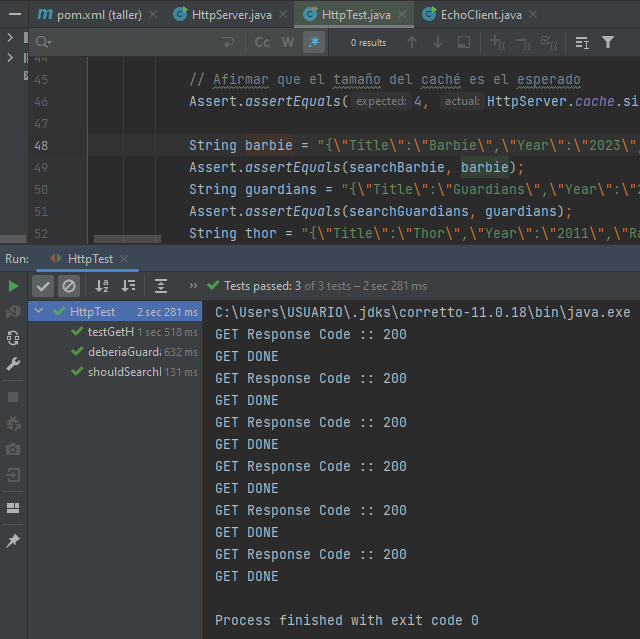 pom.xml (taller)
HttpServer.java
HttpTest.java
EchoClient.java
Cc
W
.*
0 results
44
45 // Afirmar que el tamaño del caché es el esperado
46 Assert.assertEquals( expected: 4, actual: HttpServer.cache.si
47
48 String barbie = "{\"Title\":\"Barbie\",\"Year\":\"2023\",
49 Assert.assertEquals(searchBarbie, barbie);
50 String guardians = "{\"Title\":\"Guardians\",\"Year\":\"2
51 Assert.assertEquals(searchGuardians, guardians);
52 String thor = "{\"Title\":\"Thor\",\"Year\":\"2011\",\"Ra
Run: HttpTest
Tests passed: 3 of 3 tests – 2 sec 281 ms
HttpTest 2 sec 281 ms
testGetH 1 sec 518 ms
deberiaGuarda 632 ms
shouldSearchI 131 ms
C:\Users\USUARIO\.jdks\corretto-11.0.18\bin\java.exe
GET Response Code :: 200
GET DONE
GET Response Code :: 200
GET DONE
GET Response Code :: 200
GET DONE
GET Response Code :: 200
GET DONE
GET Response Code :: 200
GET DONE
GET Response Code :: 200
GET DONE
Process finished with exit code 0